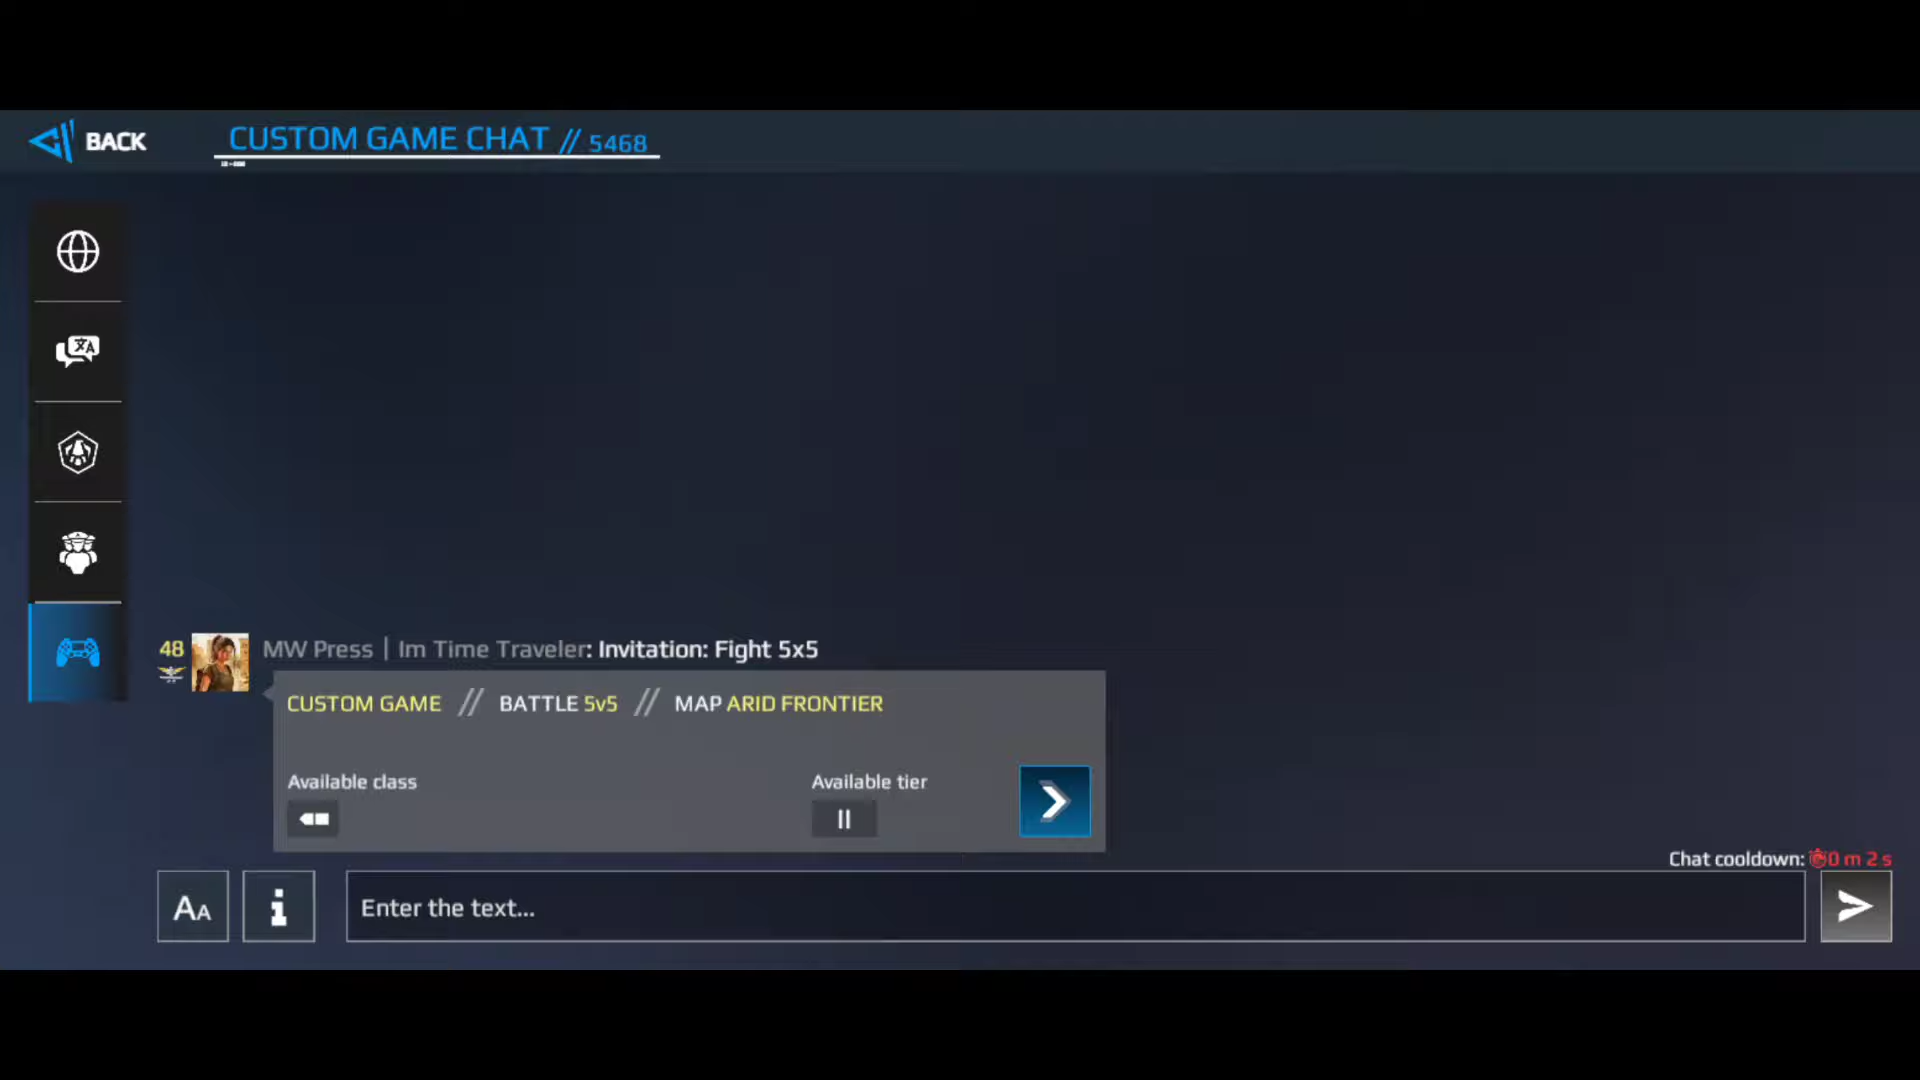 BACK
CUSTOM GAME CHAT // 5468
48
MW Press | Im Time Traveler: Invitation: Fight 5x5
CUSTOM GAME // BATTLE 5v5 // MAP ARID FRONTIER
Available class
Available tier
II
Chat cooldown: 0 m 2 s
AA
i
Enter the text...